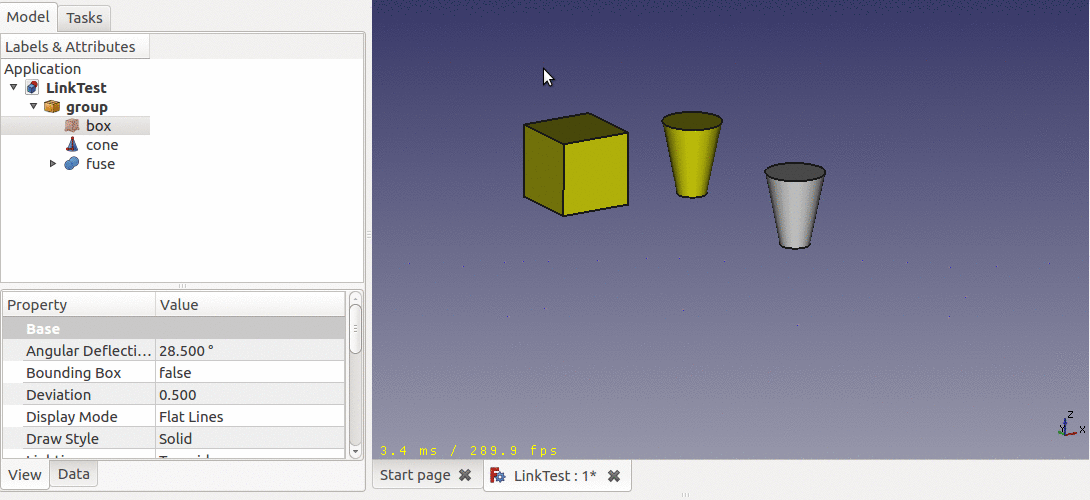 Model Tasks
Labels & Attributes
Application
LinkTest
group
box
cone
fuse
Property Value
Base
Angular Deflecti... 28.500 °
Bounding Box false
Deviation 0.500
Display Mode Flat Lines
Draw Style Solid
View Data
3.4 ms / 289.9 fps
Z
Y
X
Start page LinkTest : 1*